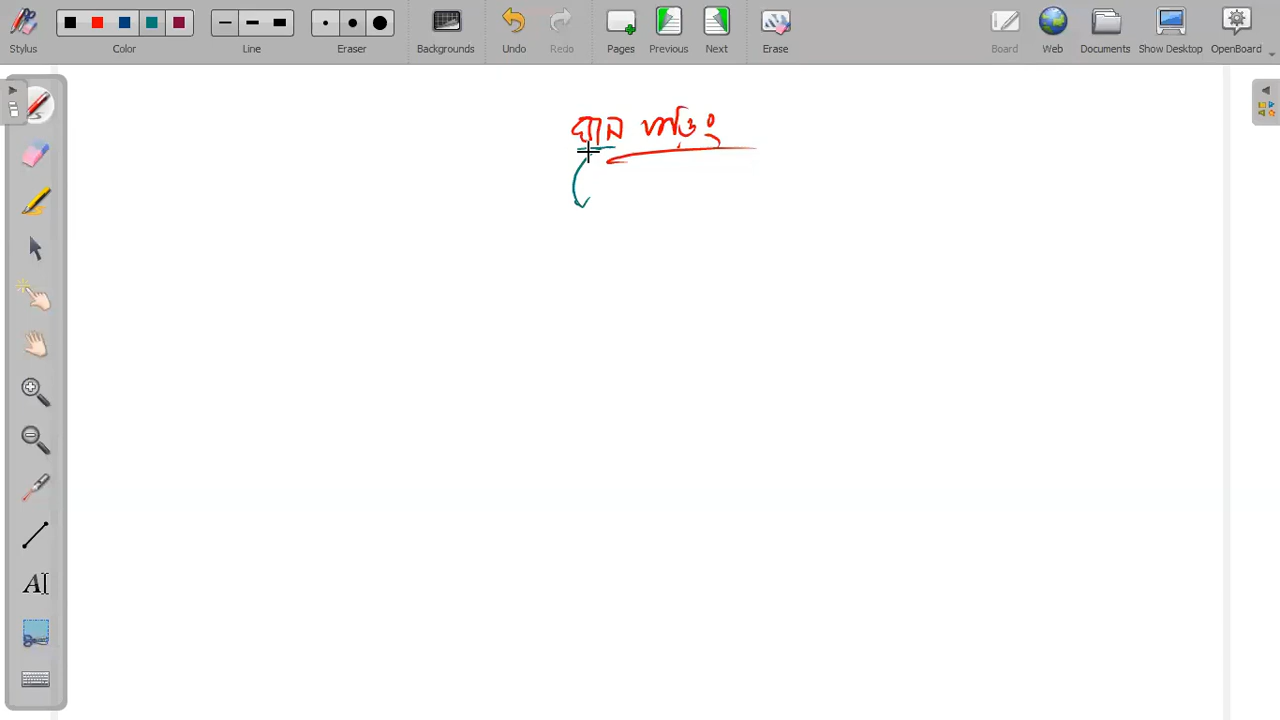 Stylus
Color
Line
Eraser
Backgrounds
Undo
Redo
Pages
Previous
Next
Erase
Board
Web
Documents
Show Desktop
OpenBoard
A